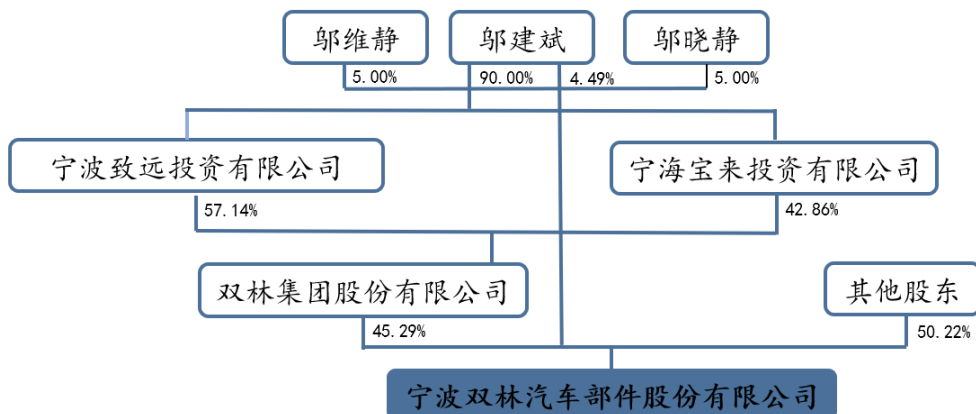 邬维静
邬建斌
邬晓静
5.00%
90.00%
4.49%
5.00%
宁波致远投资有限公司
宁海宝来投资有限公司
57.14%
42.86%
双林集团股份有限公司
其他股东
45.29%
50.22%
宁波双林汽车部件股份有限公司